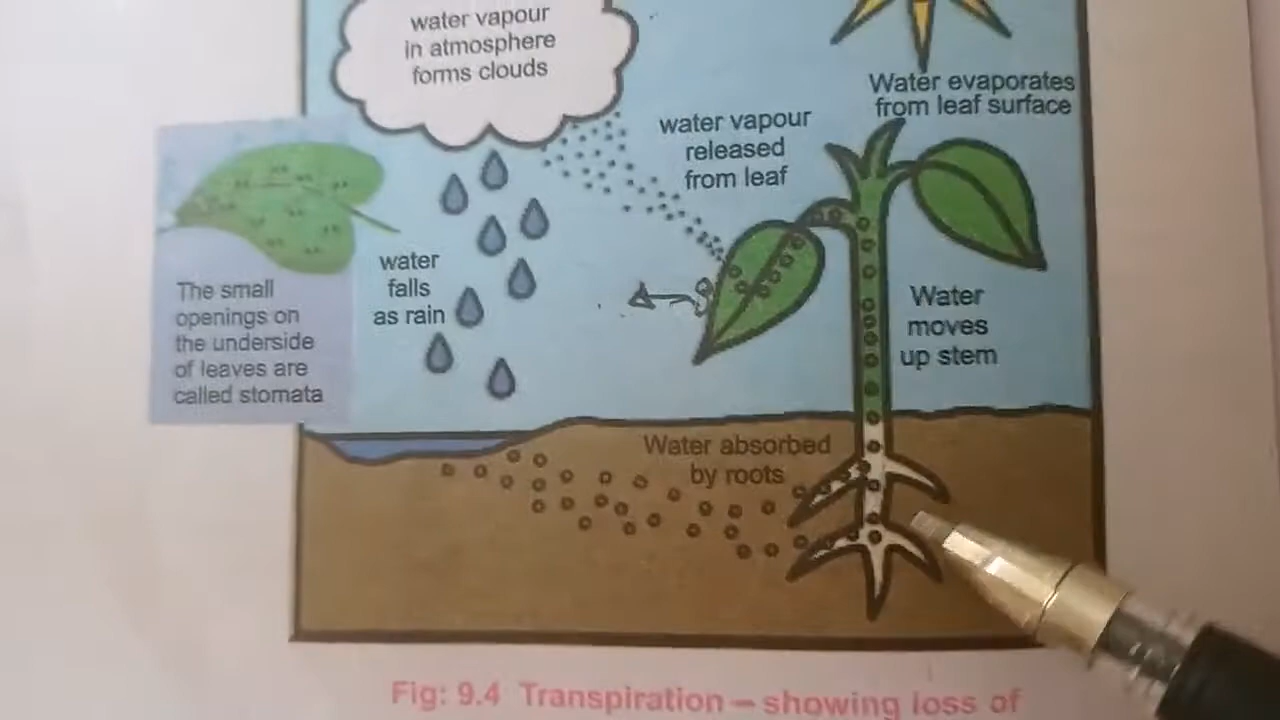 water vapour
in atmosphere
forms clouds
Water evaporates
from leaf surface
water vapour
released
from leaf
water
falls
as rain
The small
openings on
the underside
of leaves are
called stomata
Water
moves
up stem
Water absorbed
by roots
Fig: 9.4 Transpiration – showing loss of